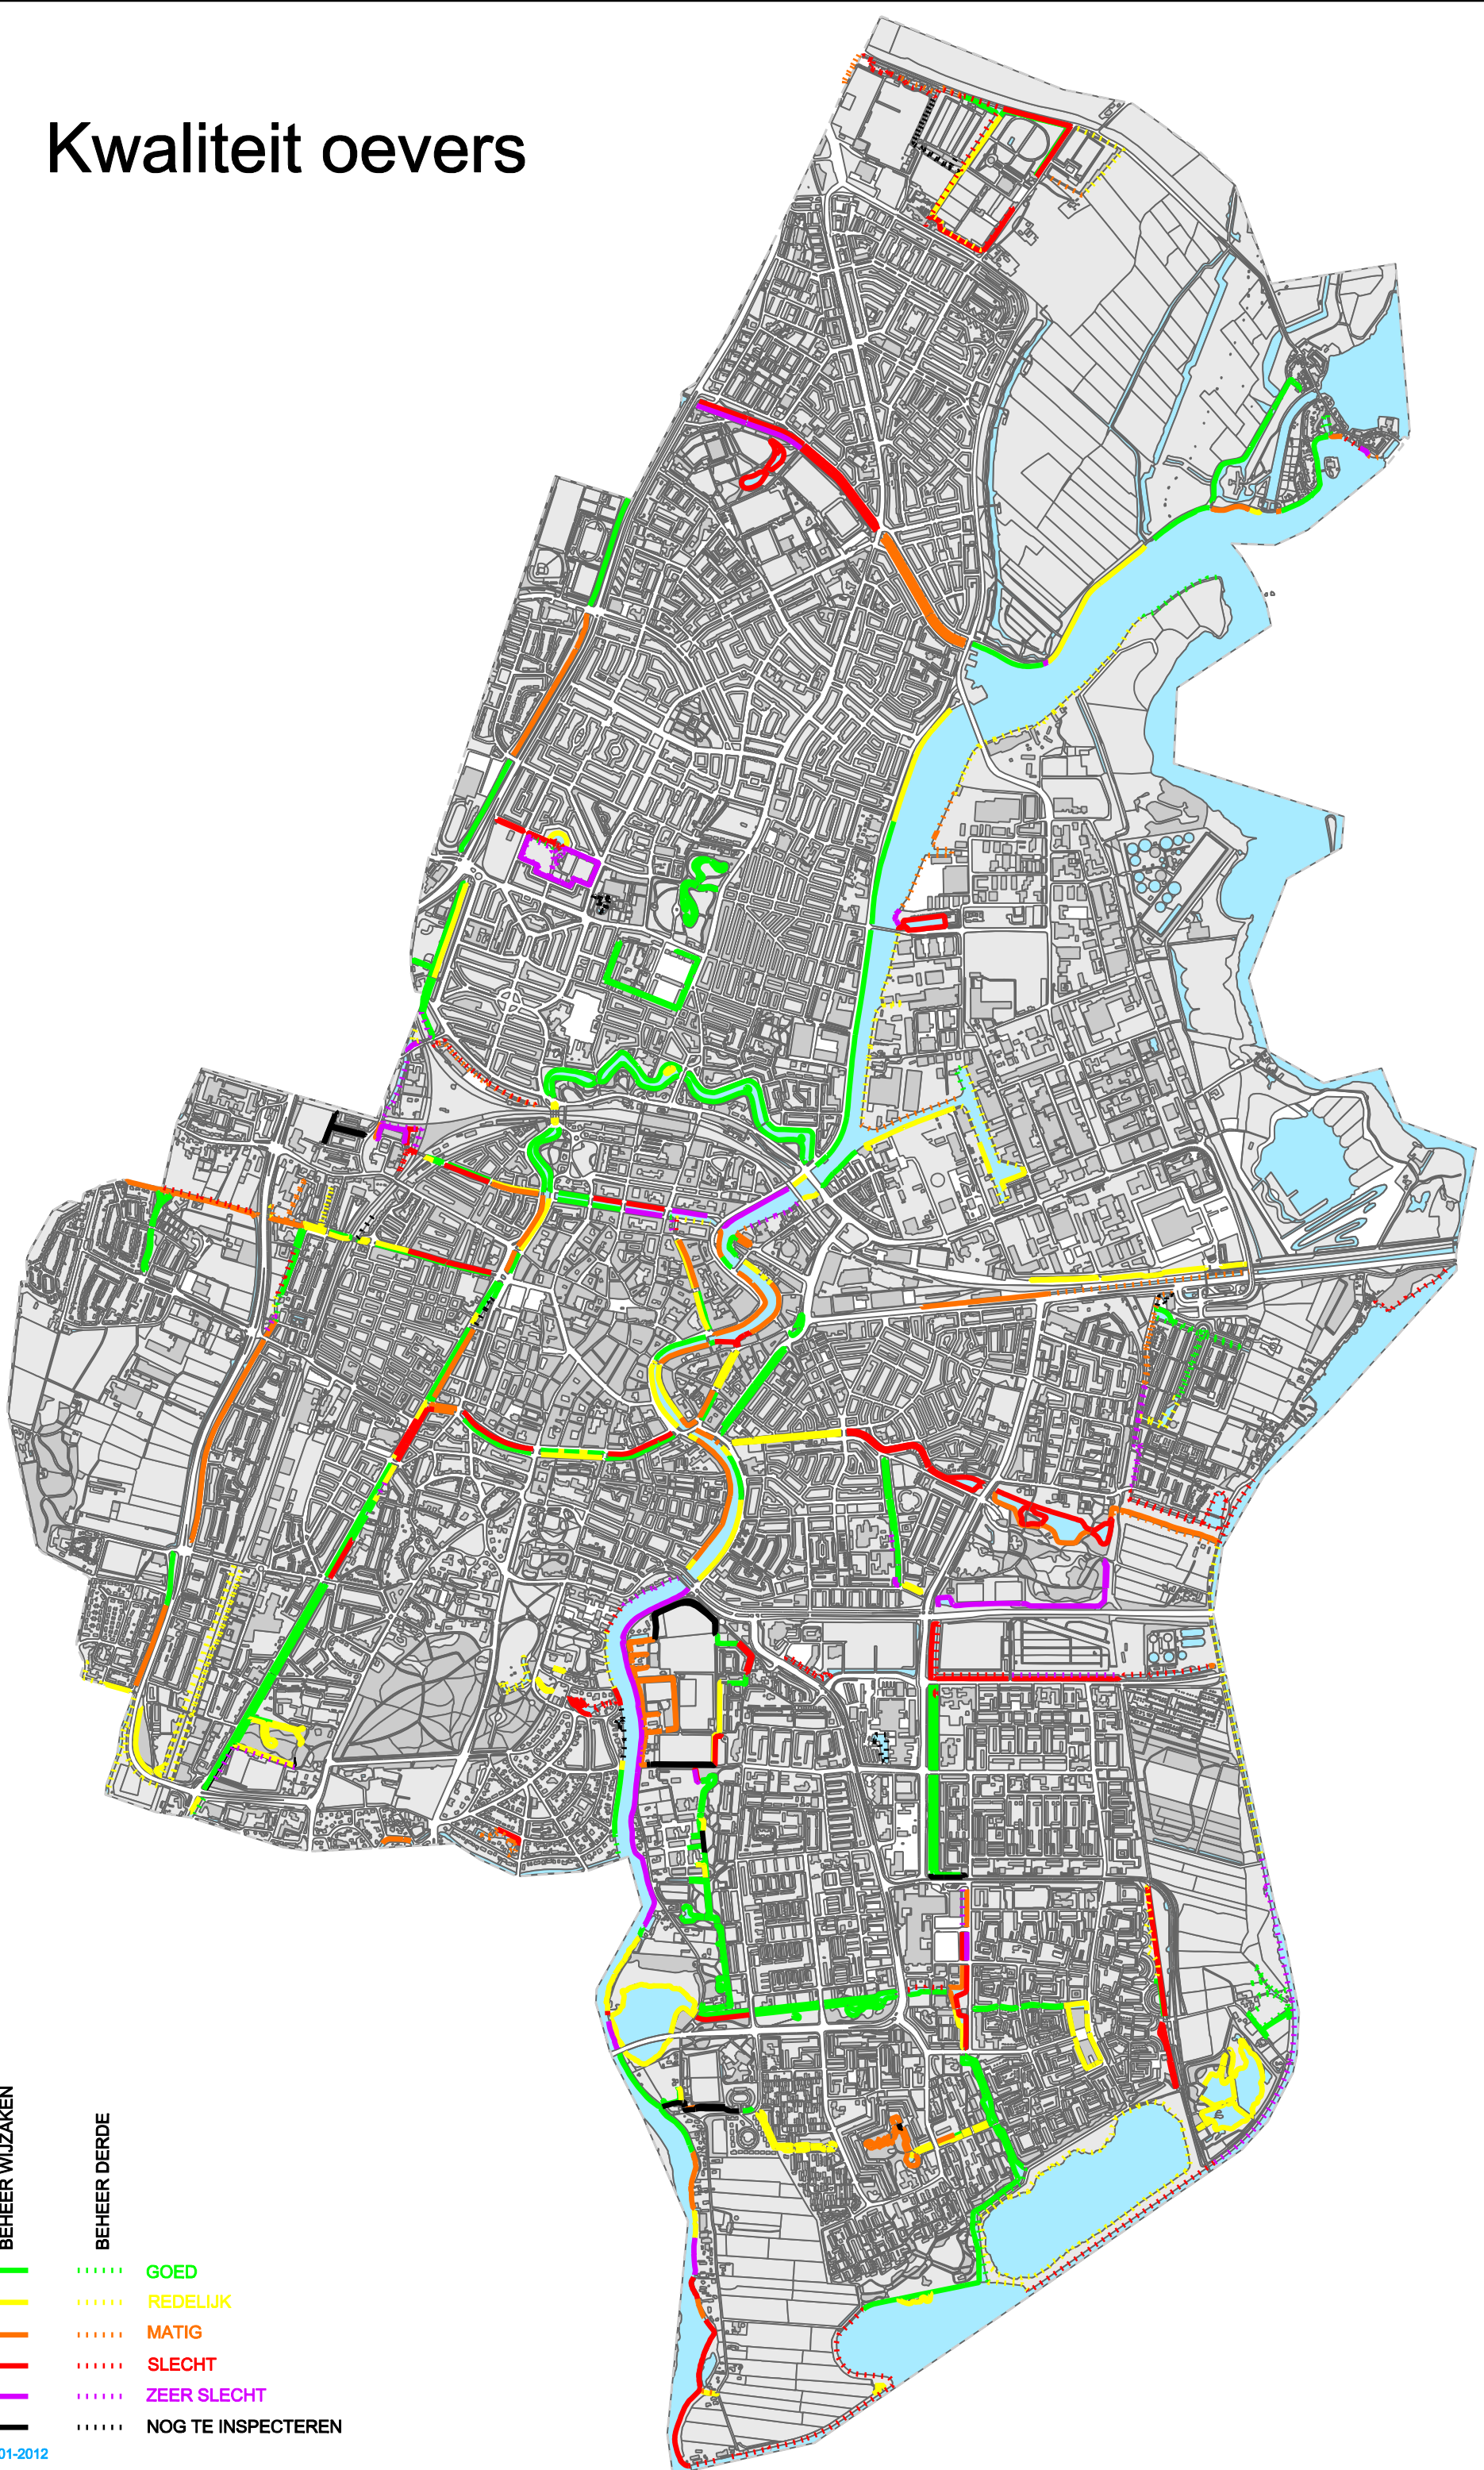 Kwaliteit oevers
BEHEER WIJZAKEN
BEHEER DERDE
GOED
REDELIJK
MATIG
SLECHT
ZEER SLECHT
NOG TE INSPECTEREN
01-2012